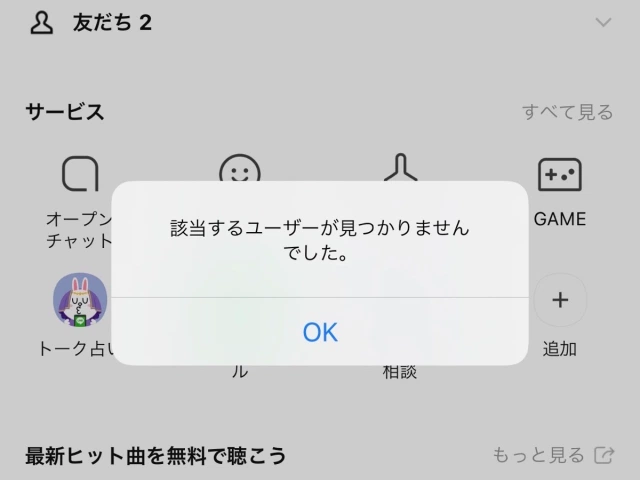 友だち 2
サービス
すべて見る
オープン
チャット
GAME
該当するユーザーが見つかりません
でした。
OK
トーク占い
ル
相談
追加
最新ヒット曲を無料で聴こう
もっと見る